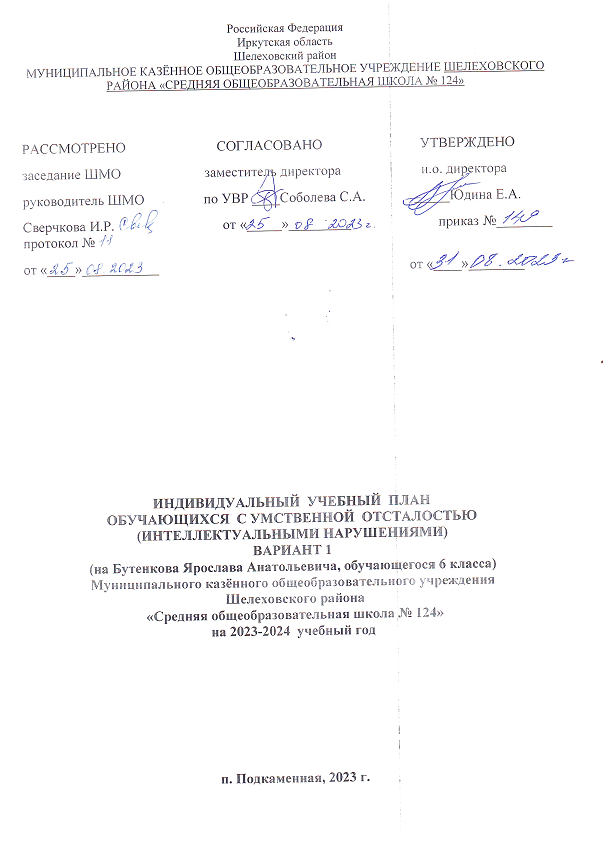 Российская Федерация
Иркутская область
Шелеховский район
МУНИЦИПАЛЬНОЕ КАЗЁННОЕ ОБЩЕОБРАЗОВАТЕЛЬНОЕ УЧРЕЖДЕНИЕ ШЕЛЕХОВСКОГО
РАЙОНА «СРЕДНЯЯ ОБЩЕОБРАЗОВАТЕЛЬНАЯ ШКОЛА № 124»
РАССМОТРЕНО
заседание ШМО
руководитель ШМО
Сверчкова И.Р.
протокол № 11
от «25» 08 2023
СОГЛАСОВАНО
заместитель директора
по УВР Соболева С.А.
от «25» 08 2023 г.
УТВЕРЖДЕНО
и.о. директора
Юдина Е.А.
приказ № 149
от «31» 08. 2023 г
ИНДИВИДУАЛЬНЫЙ УЧЕБНЫЙ ПЛАН
ОБУЧАЮЩИХСЯ С УМСТВЕННОЙ ОТСТАЛОСТЬЮ
(ИНТЕЛЛЕКТУАЛЬНЫМИ НАРУШЕНИЯМИ)
ВАРИАНТ 1
(на Бутенкова Ярослава Анатольевича, обучающегося 6 класса)
Муниципального казённого общеобразовательного учреждения
Шелеховского района
«Средняя общеобразовательная школа № 124»
на 2023-2024 учебный год
п. Подкаменная, 2023 г.